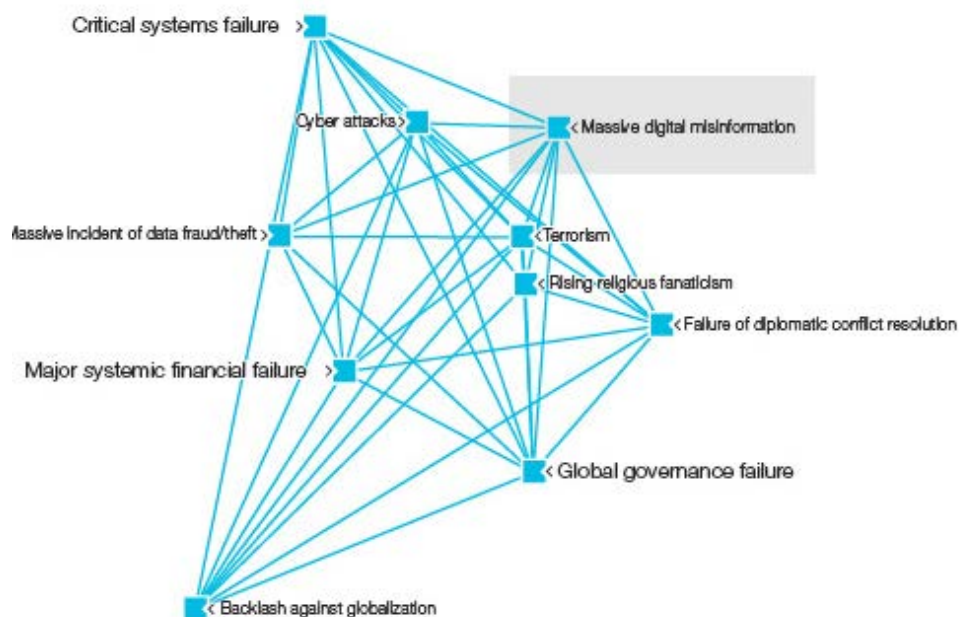 Critical systems failure
Cyber attacks
Massive digital misinformation
Massive incident of data fraud/theft
Terrorism
Rising religious fanaticism
Failure of diplomatic conflict resolution
Major systemic financial failure
Global governance failure
Backlash against globalization